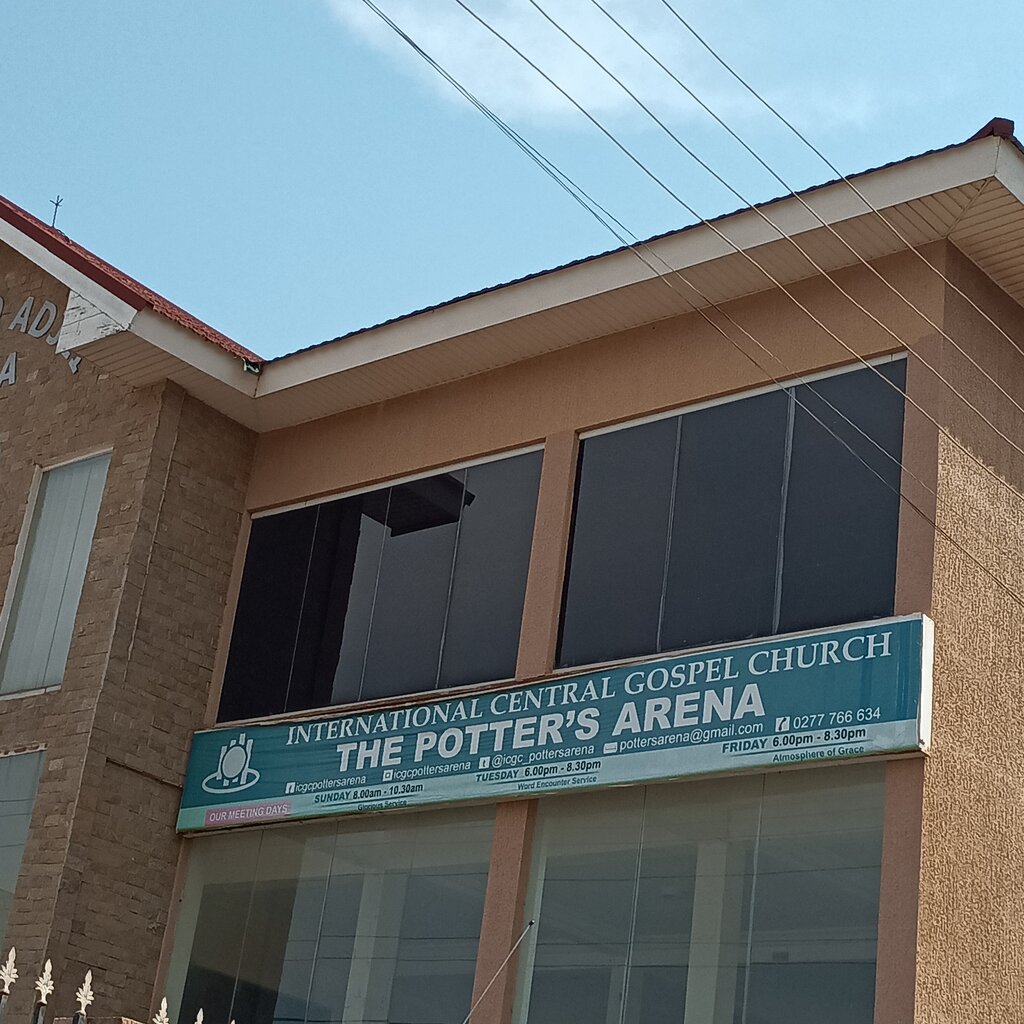 ADJ
A
INTERNATIONAL CENTRAL GOSPEL CHURCH
THE POTTER'S ARENA
icgcpottersarena icgcpottersarena @icgc_pottersarena pottersarena@gmail.com 0277 766 634
OUR MEETING DAYS
SUNDAY 8.00am - 10.30am
Glorious Service
TUESDAY 6.00pm - 8.30pm
Word Encounter Service
FRIDAY 6.00pm - 8.30pm
Atmosphere of Grace